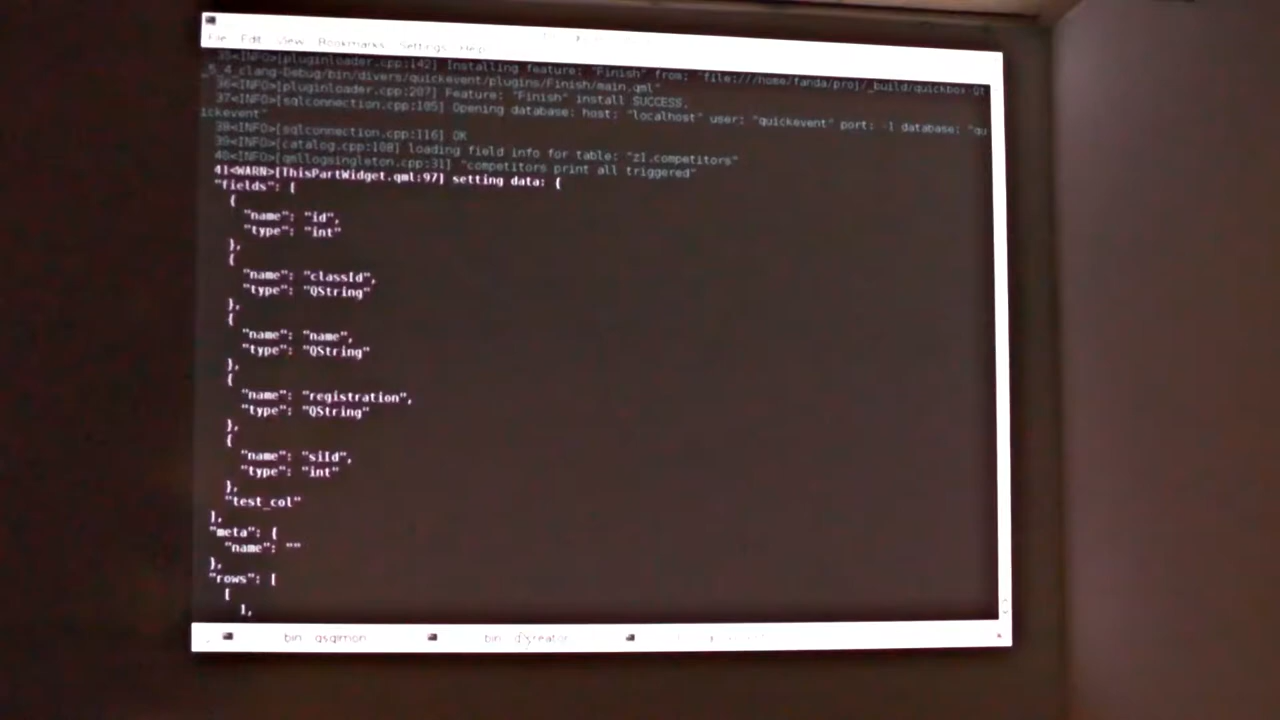 File Edit View Bookmarks Settings Help
35<INFO>[pluginloader.cpp:142] Installing feature: "Finish" from: "file:///home/fanda/proj/_build/quickbox-Qt
_5_4_clang-Debug/bin/divers/quickevent/plugins/Finish/main.qml"
36<INFO>[pluginloader.cpp:207] Feature: "Finish" install SUCCESS.
37<INFO>[sqlconnection.cpp:105] Opening database: host: "localhost" user: "quickevent" port: -1 database: "qu
ickevent"
38<INFO>[sqlconnection.cpp:116] OK
39<INFO>[catalog.cpp:108] loading field info for table: "z1.competitors"
40<INFO>[qmllogsingleton.cpp:31] "competitors print all triggered"
41<WARN>[ThisPartWidget.qml:97] setting data: {
"fields": [
{
"name": "id",
"type": "int"
},
{
"name": "classId",
"type": "QString"
},
{
"name": "name",
"type": "QString"
},
{
"name": "registration",
"type": "QString"
},
{
"name": "siId",
"type": "int"
},
"test_col"
],
"meta": {
"name": ""
},
"rows": [
[
1,
bin : qsqlmon bin : qtcreator